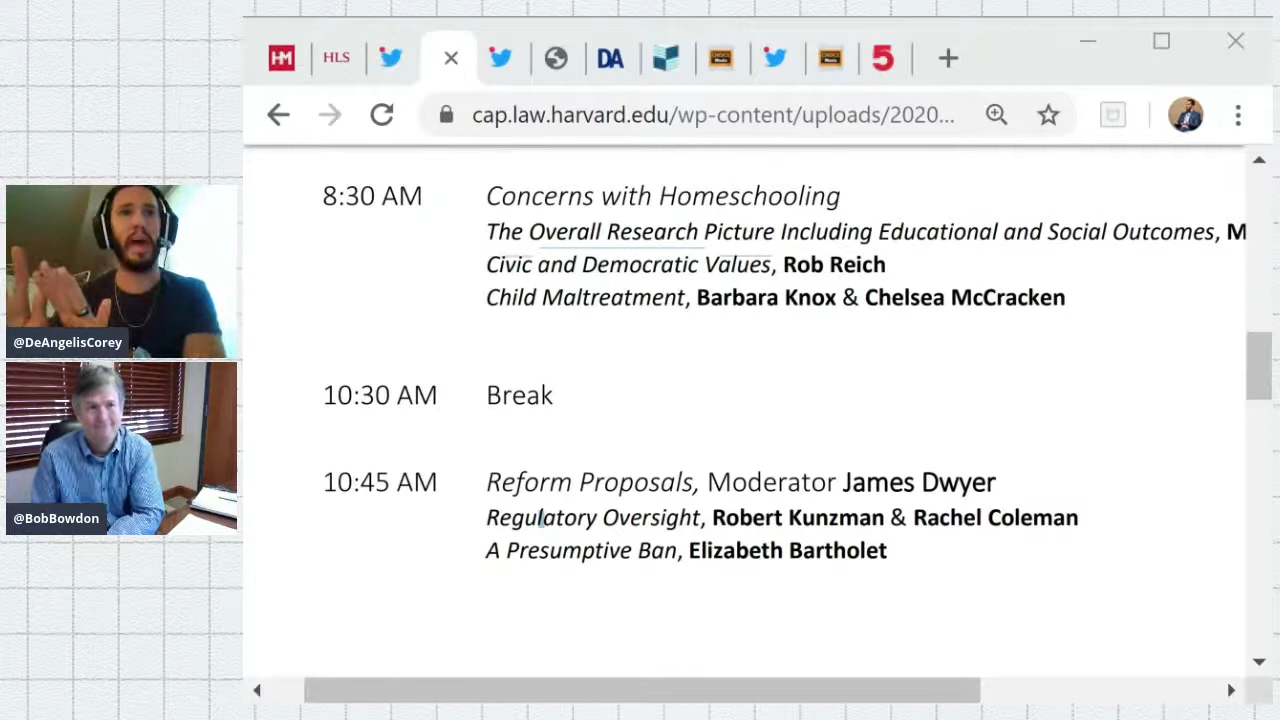 HM
HLS
DA
5
cap.law.harvard.edu/wp-content/uploads/2020...
8:30 AM
Concerns with Homeschooling
The Overall Research Picture Including Educational and Social Outcomes, M
Civic and Democratic Values, Rob Reich
Child Maltreatment, Barbara Knox & Chelsea McCracken
@DeAngelisCorey
10:30 AM
Break
10:45 AM
Reform Proposals, Moderator James Dwyer
Regulatory Oversight, Robert Kunzman & Rachel Coleman
@BobBowdon
A Presumptive Ban, Elizabeth Bartholet